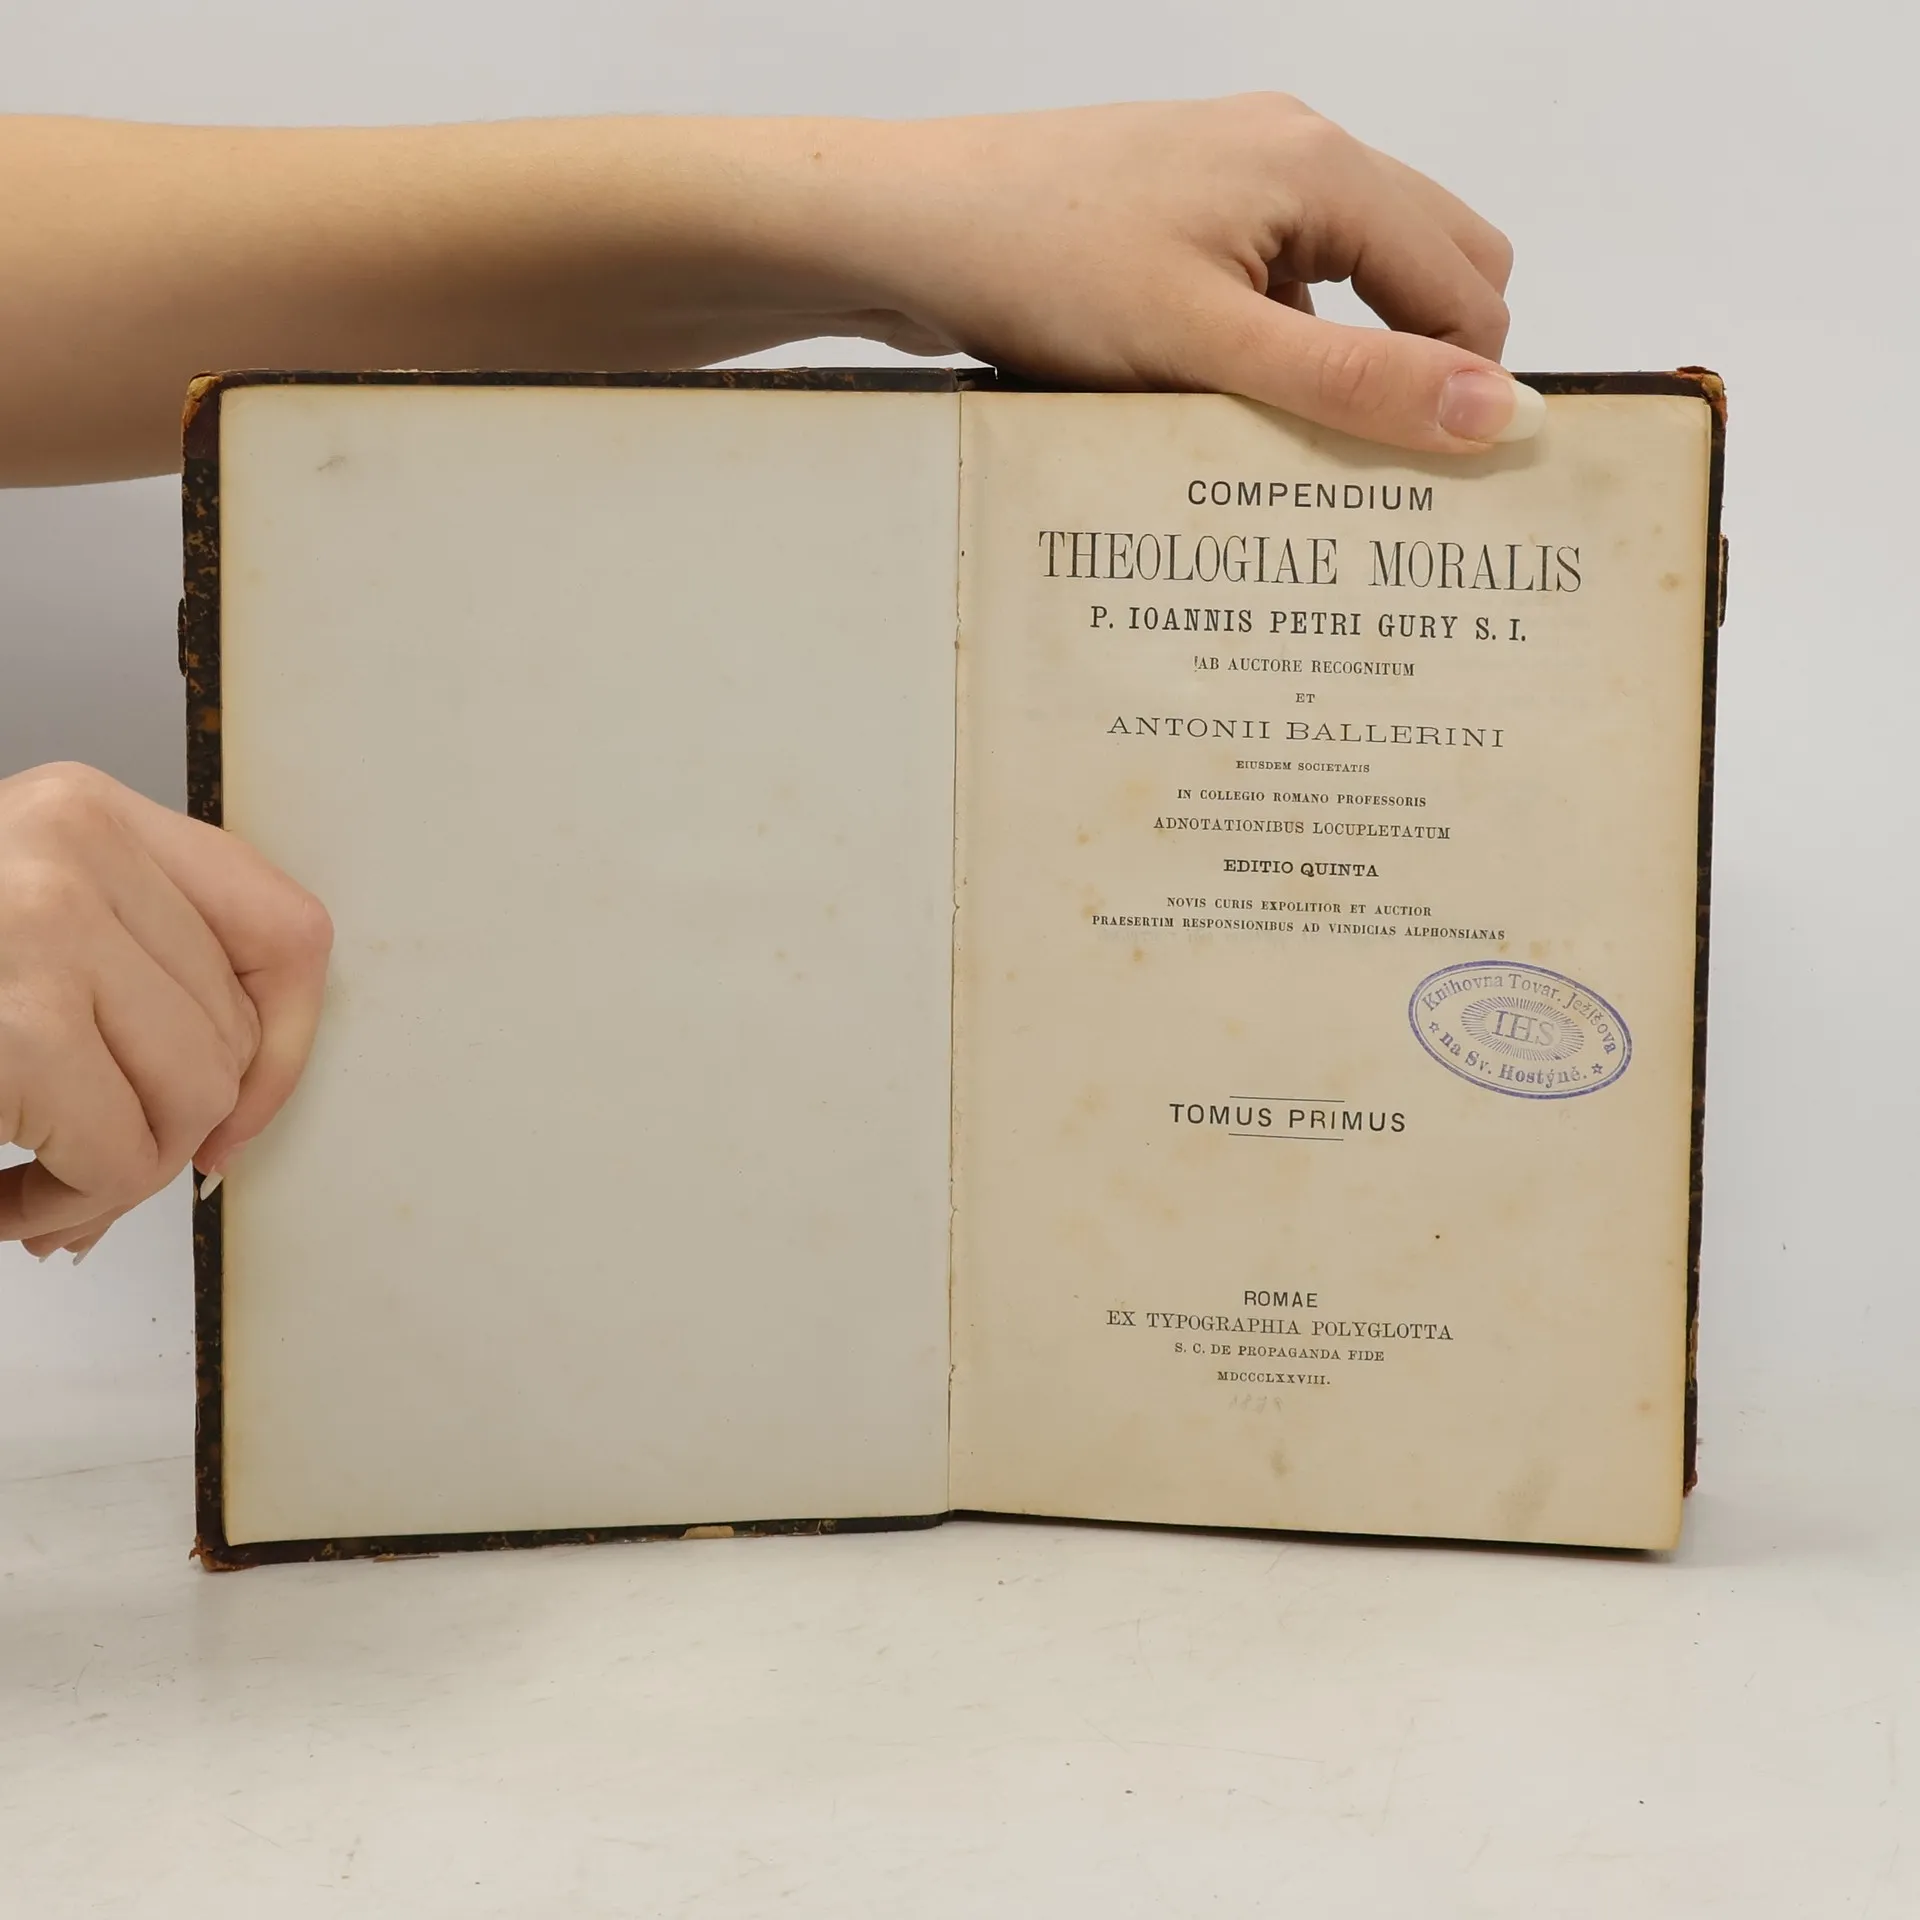 COMPENDIUM
THEOLOGIAE MORALIS
P. IOANNIS PETRI GURY S. I.
AB AUCTORE RECOGNITUM
ET
ANTONII BALLERINI
EIUSDEM SOCIETATIS
IN COLLEGIO ROMANO PROFESSORIS
ADNOTATIONIBUS LOCUPLETATUM
EDITIO QUINTA
NOVIS CURIS EXPOLITIOR ET AUCTIOR
PRAESERTIM RESPONSIONIBUS AD VINDICIAS ALPHONSIANAS
Knihovna Tovar. Ježíšova
IHS
na Sv. Hostýně.
TOMUS PRIMUS
ROMAE
EX TYPOGRAPHIA POLYGLOTTA
S. C. DE PROPAGANDA FIDE
MDCCCLXXVIII.